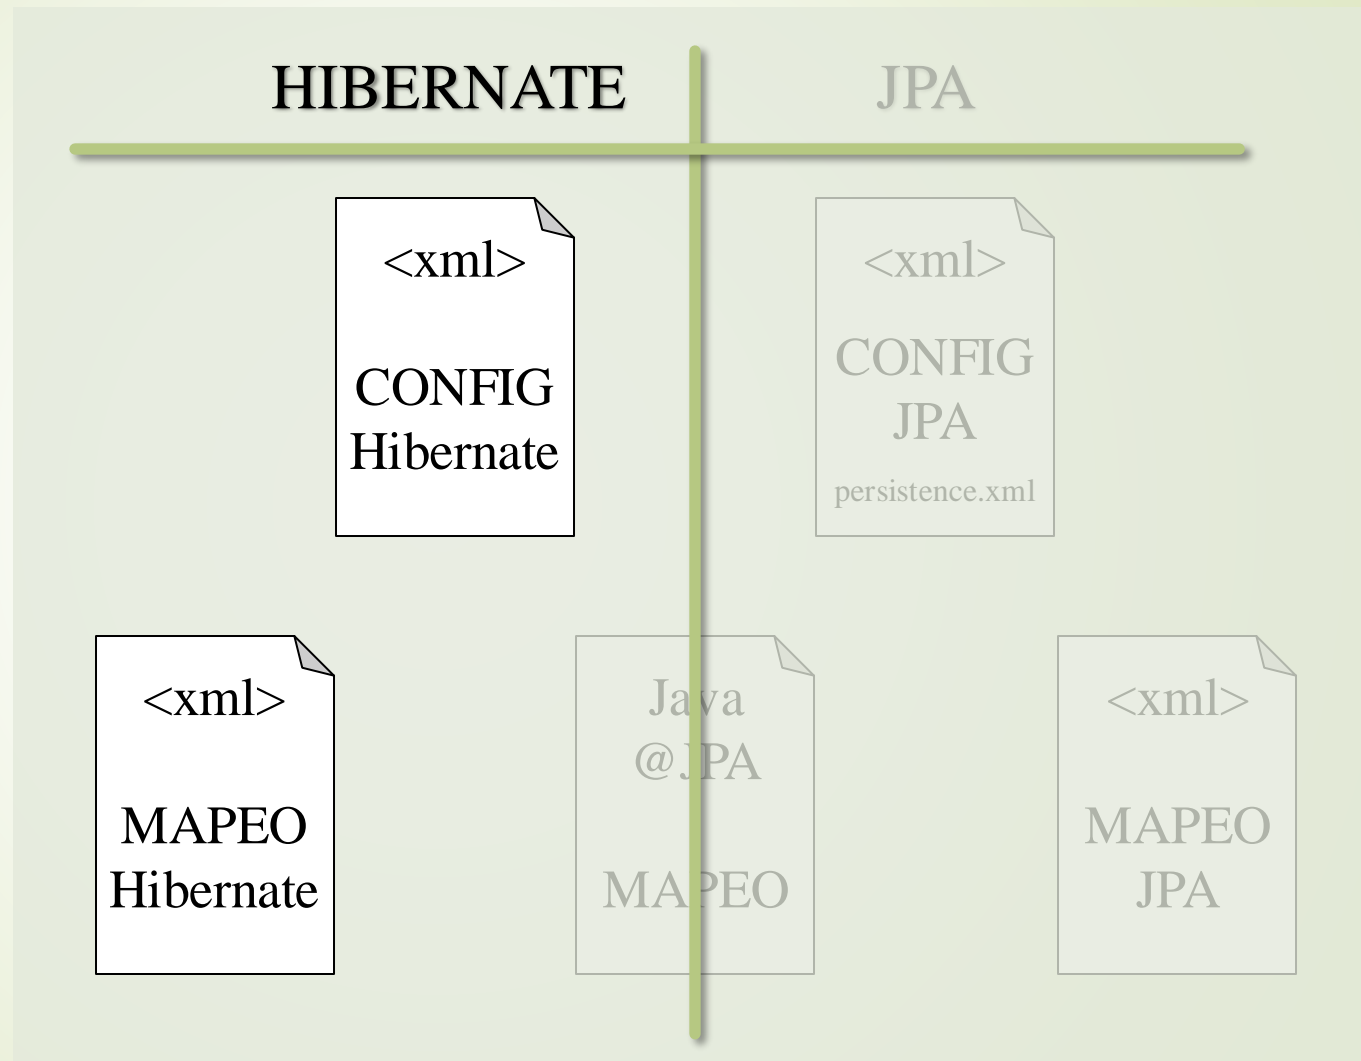 HIBERNATE
JPA
<xml>
CONFIG
Hibernate
<xml>
CONFIG
JPA
persistence.xml
<xml>
MAPEO
Hibernate
Java
@JPA
MAPEO
<xml>
MAPEO
JPA